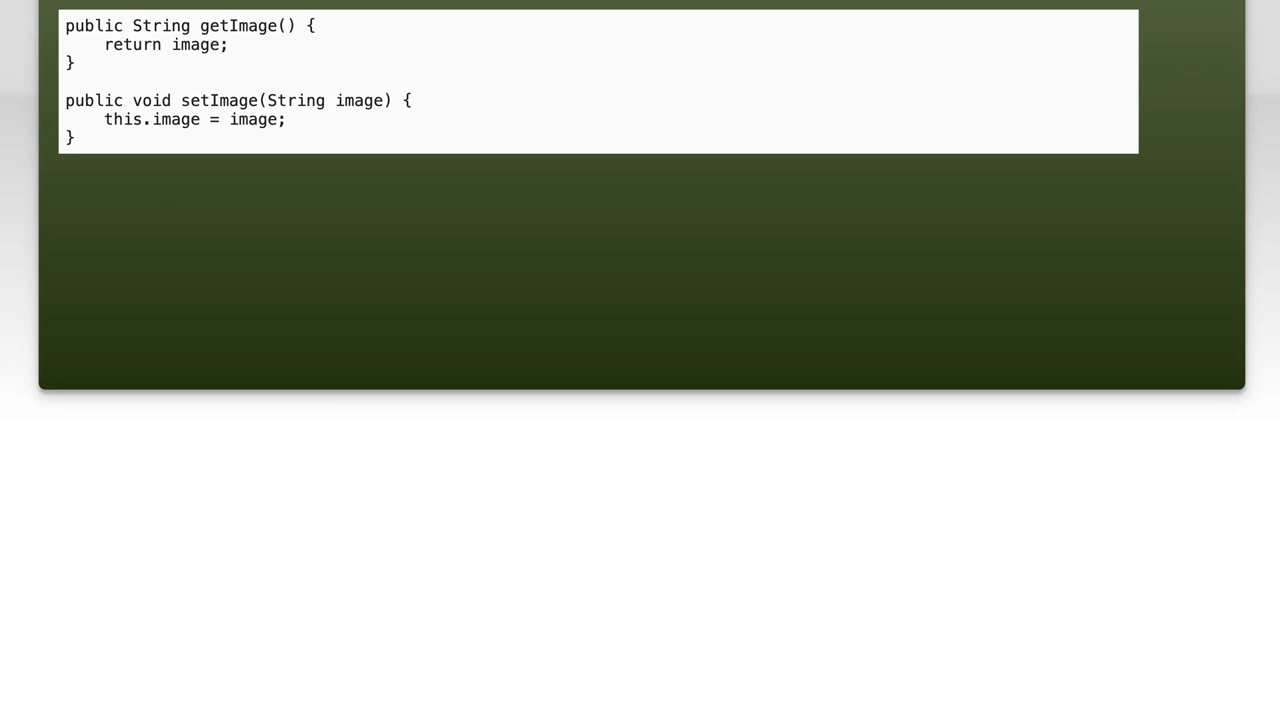 public String getImage() {
    return image;
}

public void setImage(String image) {
    this.image = image;
}